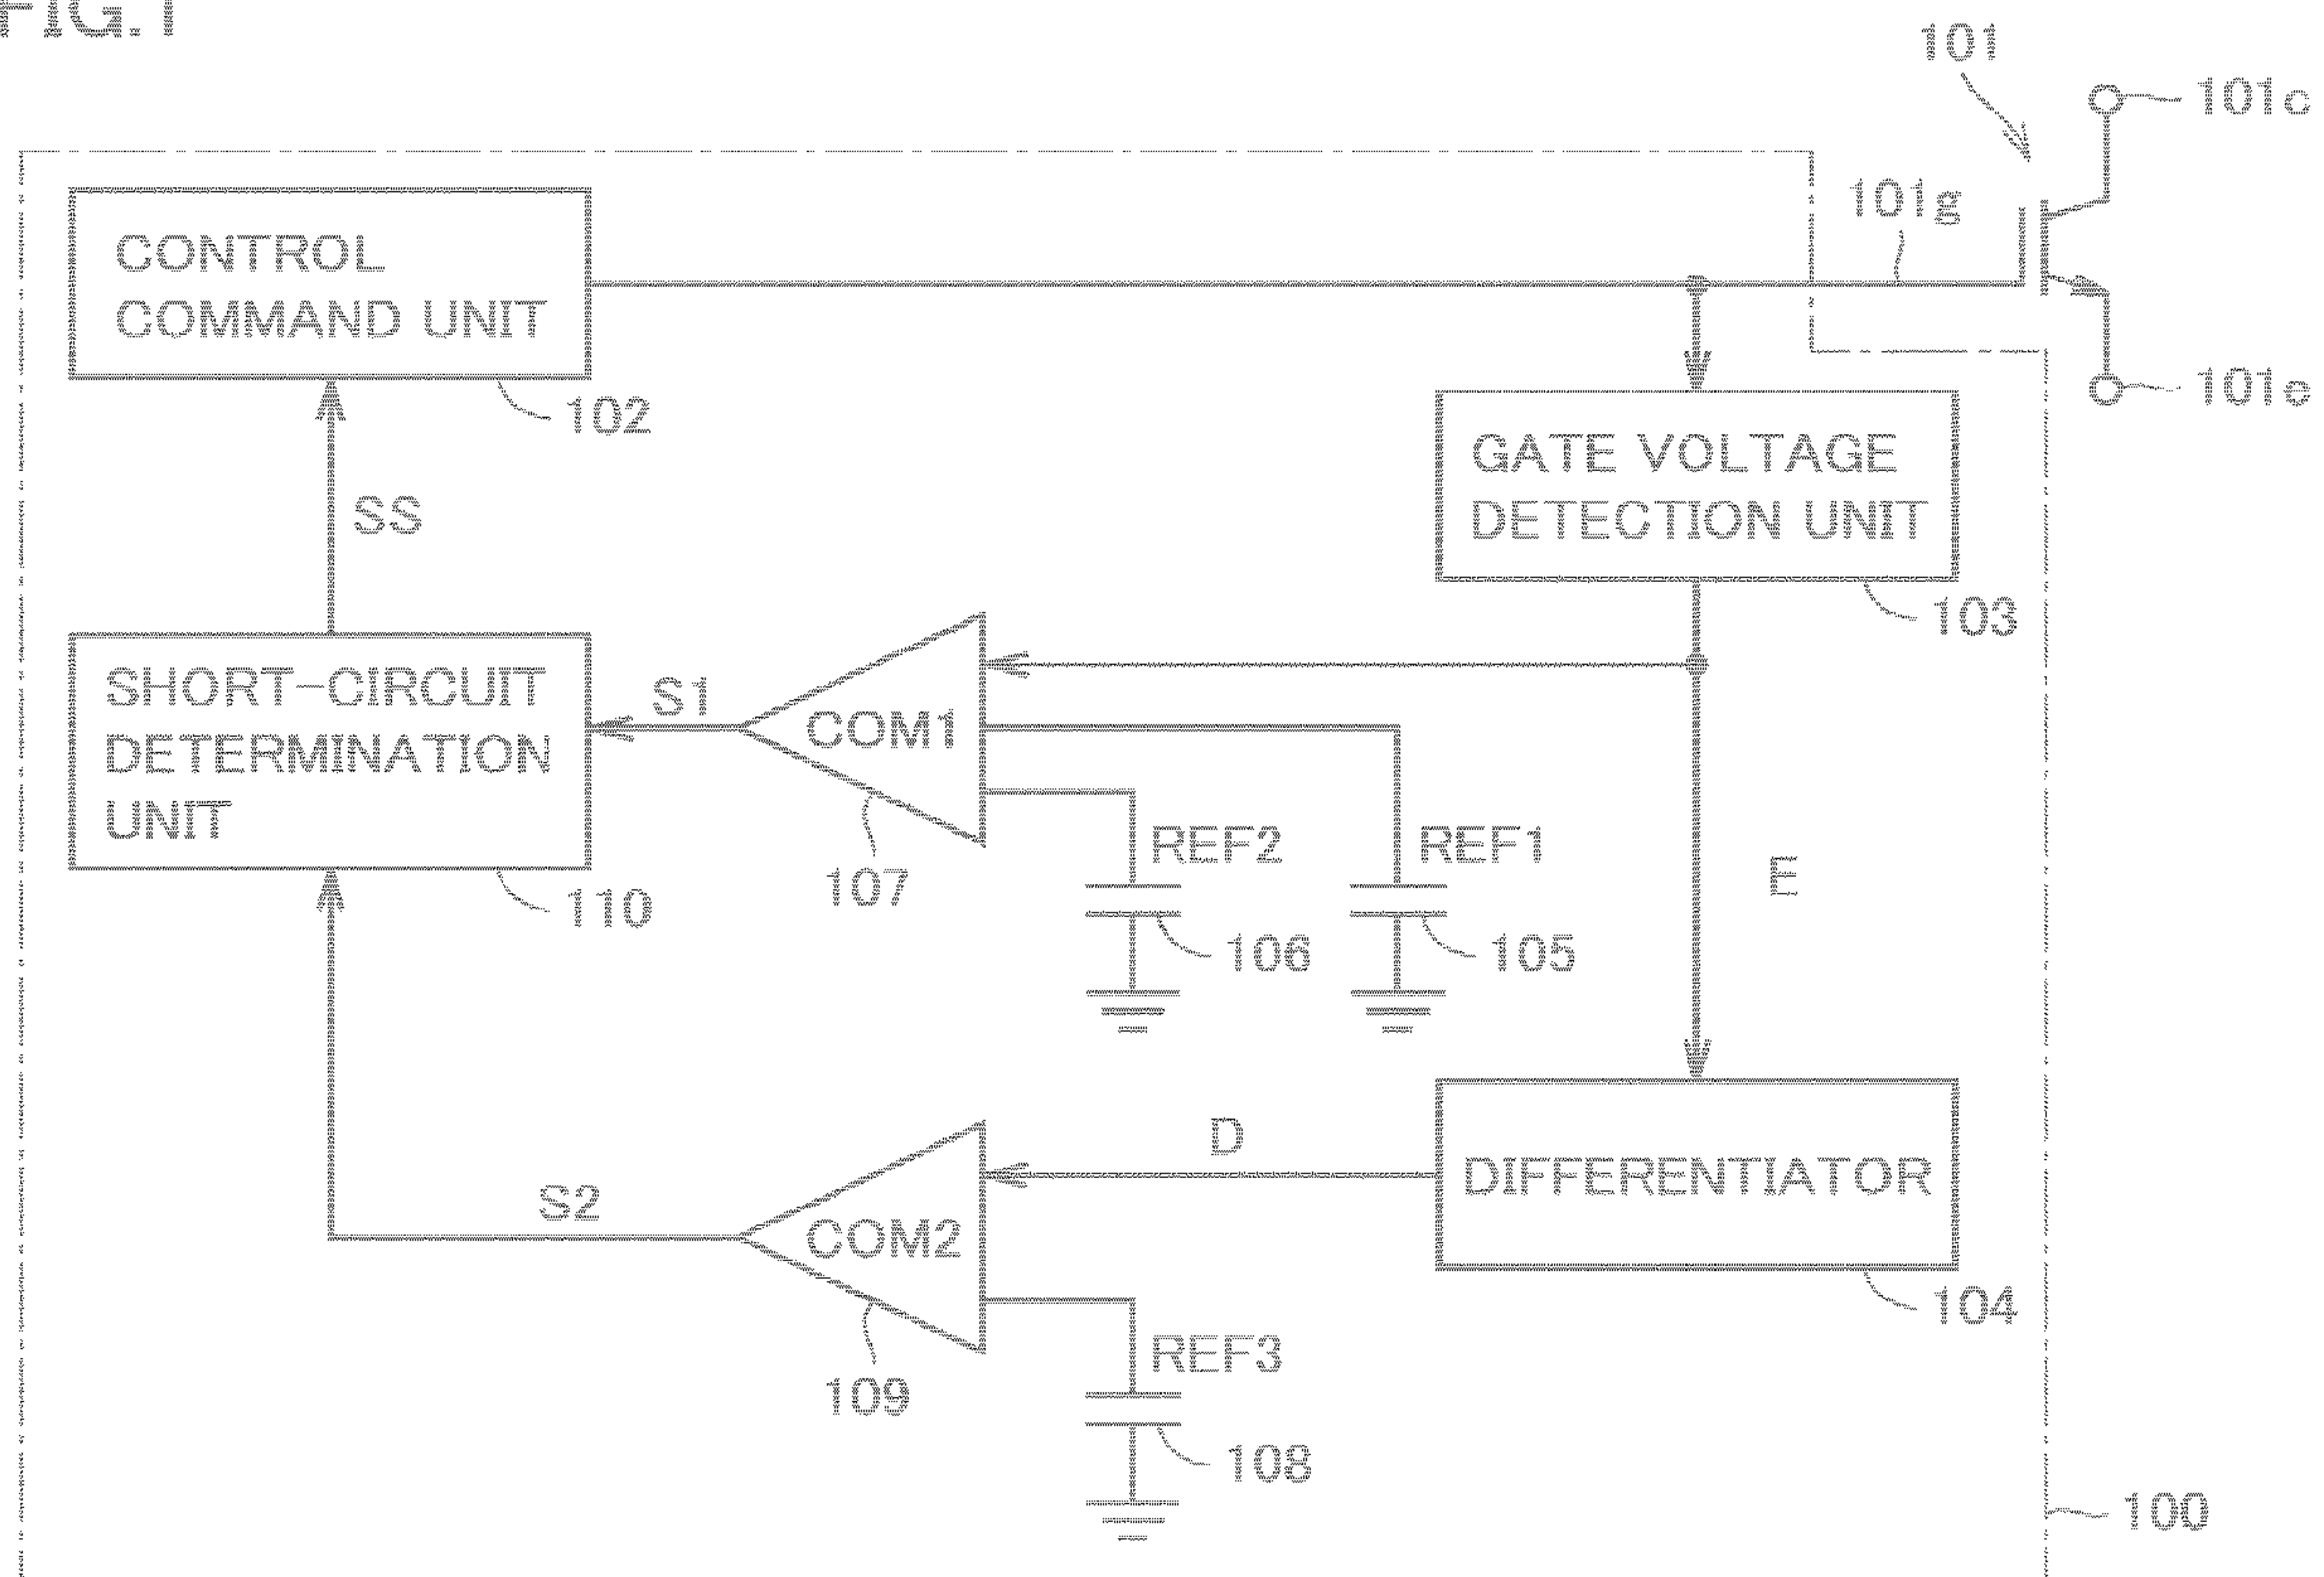 FIG.1
101
101c
101g
CONTROL
COMMAND UNIT
102
101e
GATE VOLTAGE
DETECTION UNIT
103
SS
SHORT-CIRCUIT
DETERMINATION
UNIT
110
S1
COM1
107
REF2
REF1
106
105
E
D
DIFFERENTIATOR
104
S2
COM2
109
REF3
108
100